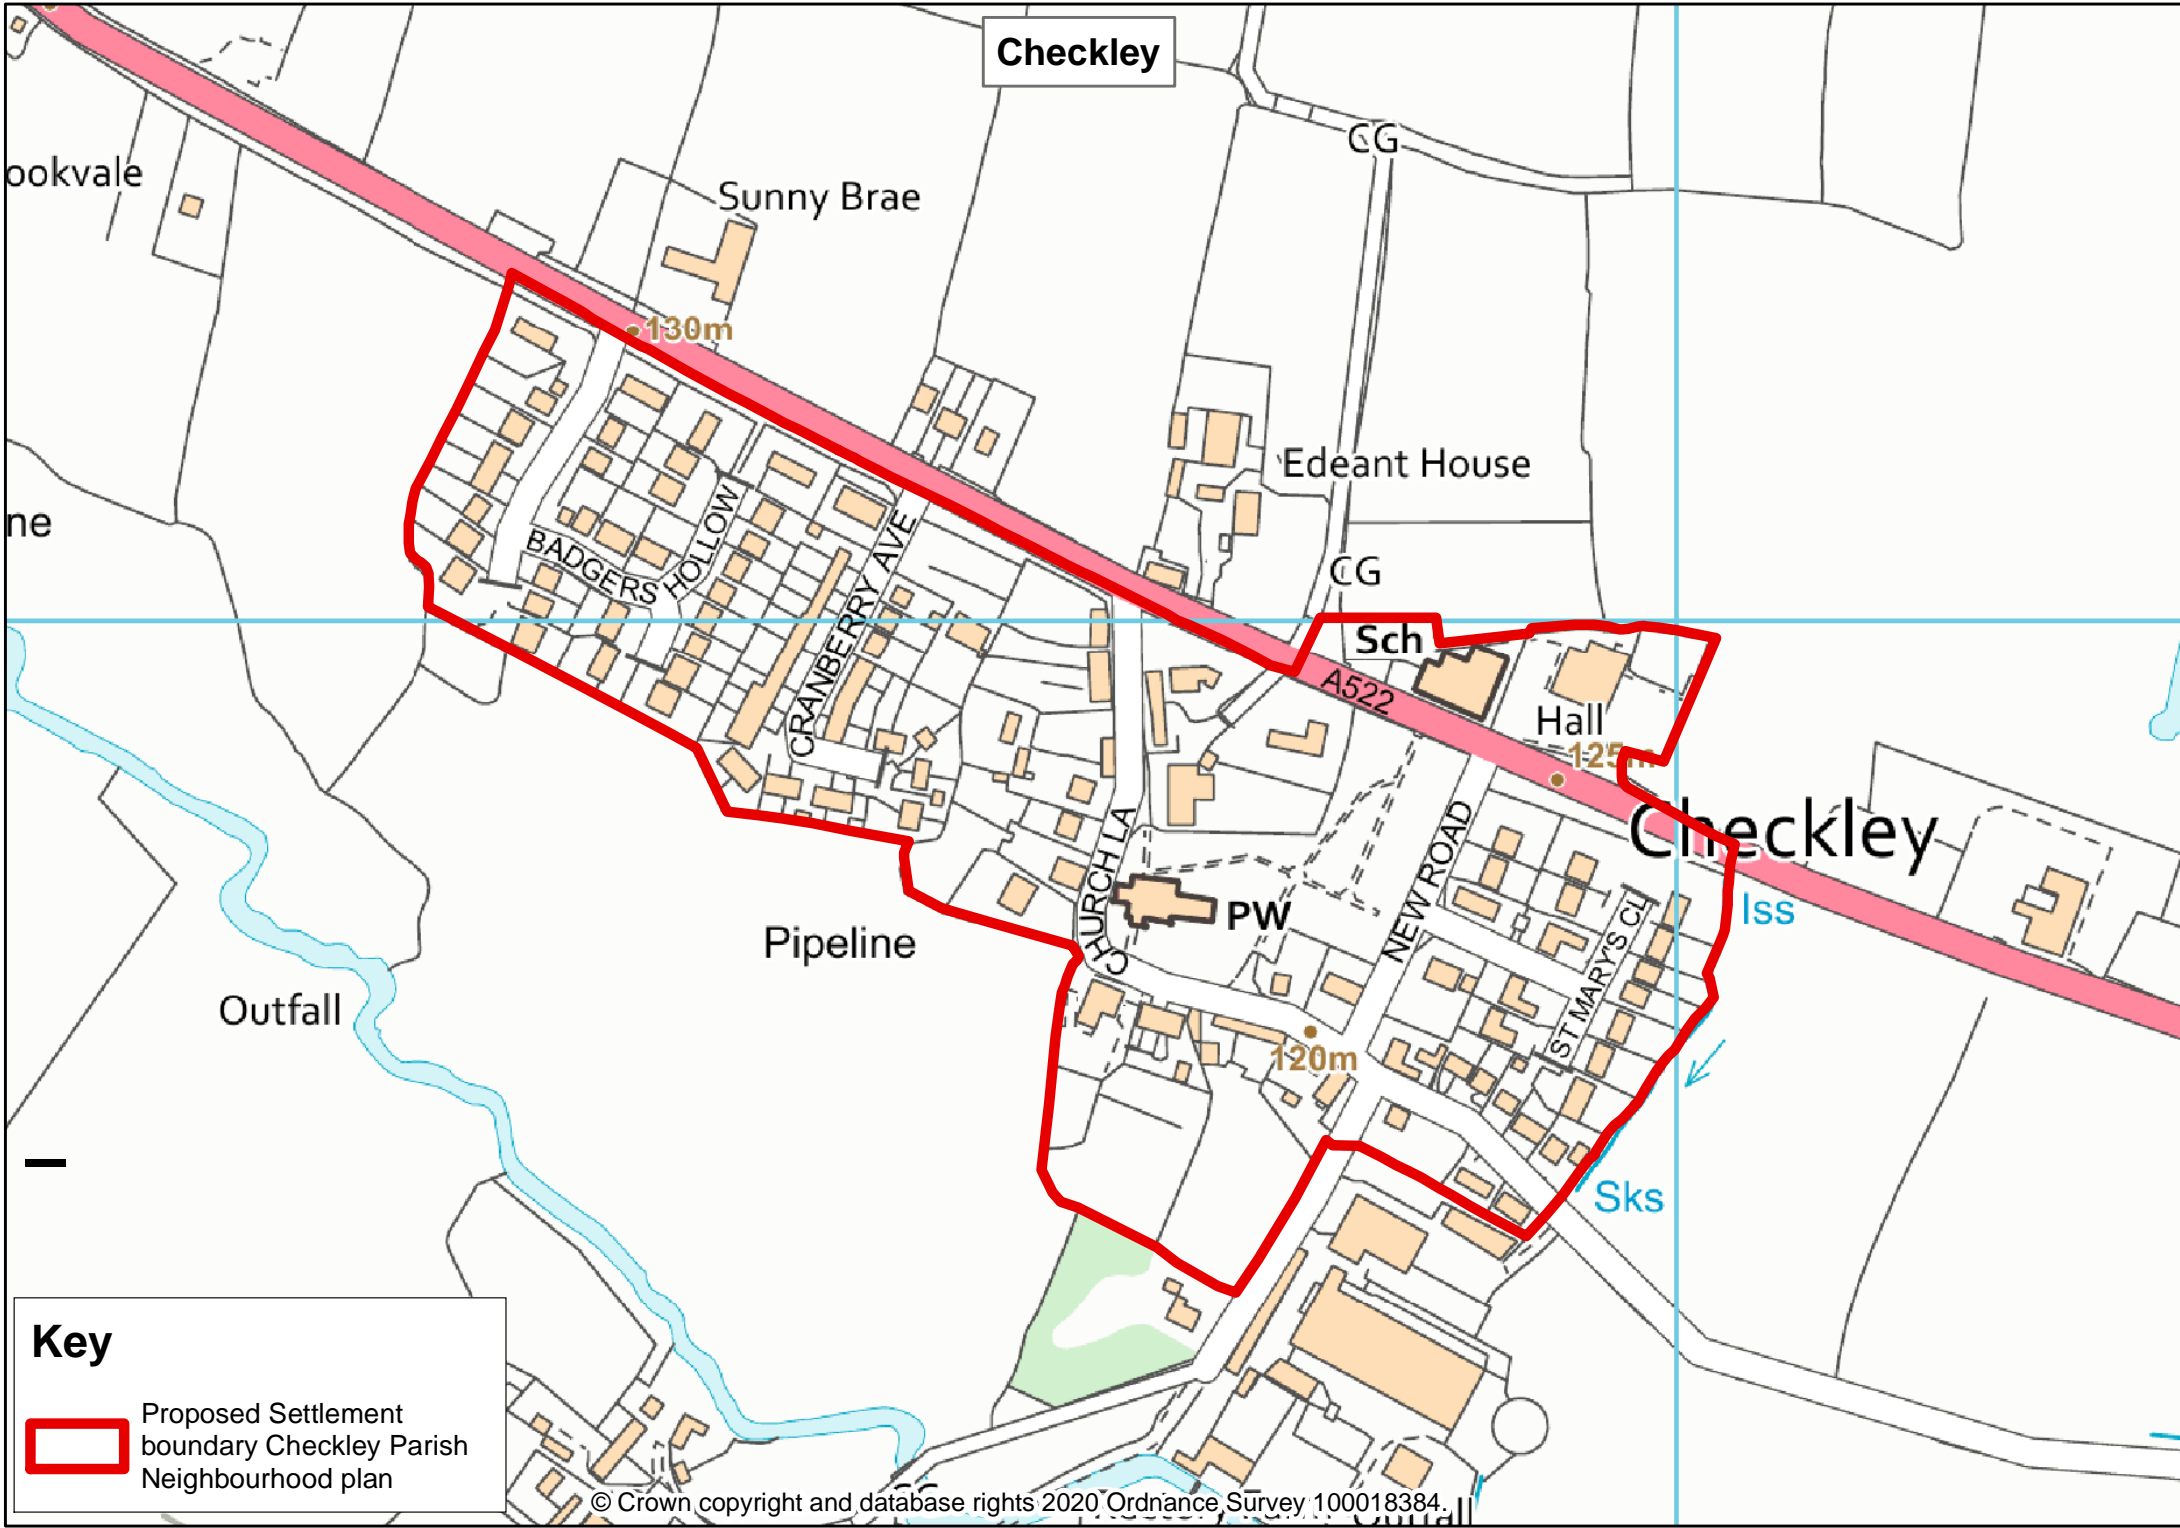 Checkley
CG
ookvale
Sunny Brae
130m
Edeant House
ne
BADGERS HOLLOW
CRANBERRY AVE
CG
Sch
A522
Hall
125m
Checkley
CHURCH LA
NEW ROAD
PW
Iss
Pipeline
ST MARY'S CL
Outfall
120m
Sks
Key
Proposed Settlement
boundary Checkley Parish
Neighbourhood plan
© Crown copyright and database rights 2020 Ordnance Survey 100018384.